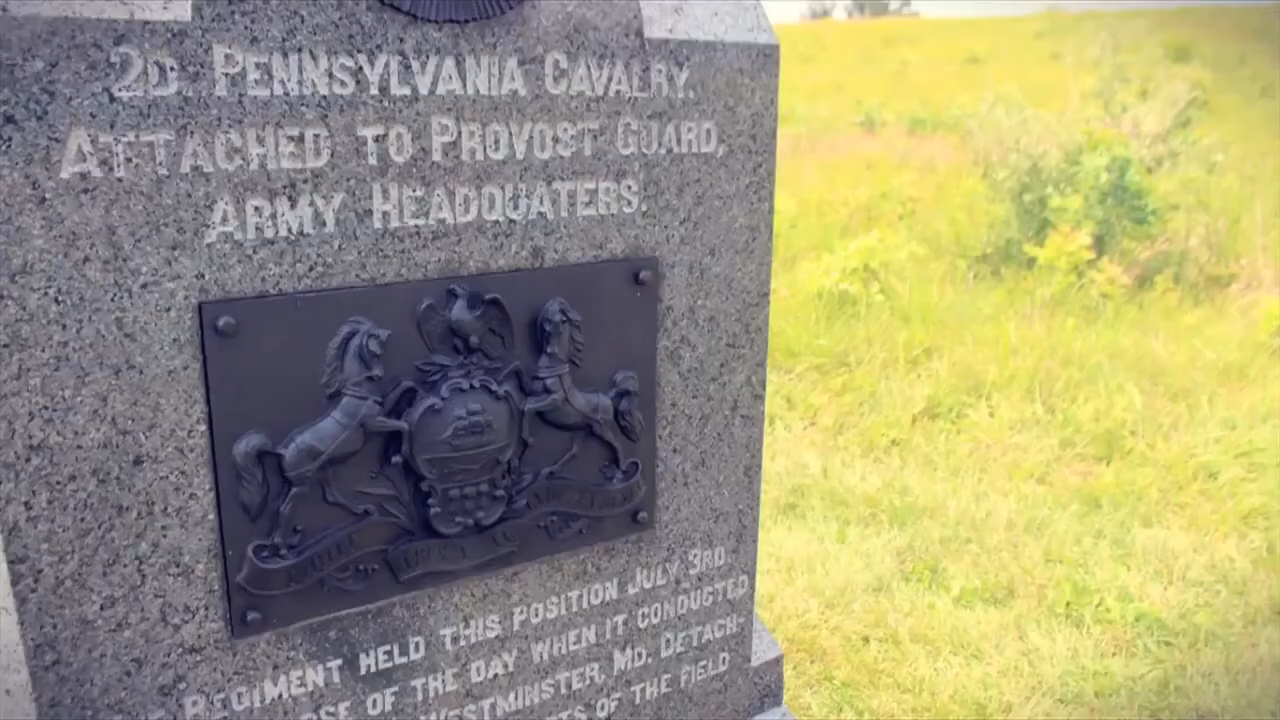 2D. PENNSYLVANIA CAVALRY.
ATTACHED TO PROVOST GUARD,
ARMY HEADQUATERS.
REGIMENT HELD THIS POSITION JULY 3RD.
OF THE DAY WHEN IT CONDUCTED
WESTMINSTER, MD. DETACH-
OF THE FIELD